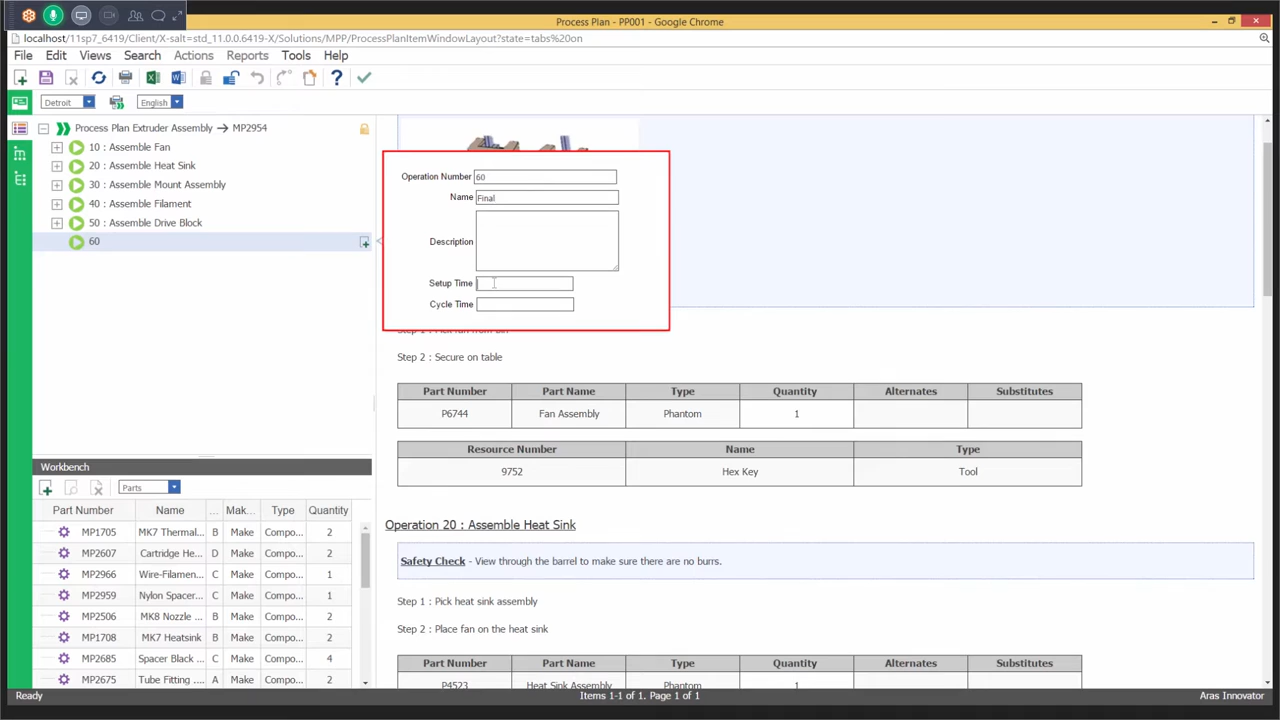 Process Plan - PP001 - Google Chrome
localhost/11sp7_6419/Client/X-salt=std_11.0.0.6419-X/Solutions/MPP/ProcessPlanItemWindowLayout?state=tabs%20on
File Edit Views Search Actions Reports Tools Help
Detroit English
Process Plan Extruder Assembly → MP2954
10 : Assemble Fan
20 : Assemble Heat Sink
30 : Assemble Mount Assembly
40 : Assemble Filament
50 : Assemble Drive Block
60
Operation Number 60
Name Final
Description
Setup Time
Cycle Time
Step 2 : Secure on table
Part Number Part Name Type Quantity Alternates Substitutes
P6744 Fan Assembly Phantom 1
Resource Number Name Type
9752 Hex Key Tool
Operation 20 : Assemble Heat Sink
Safety Check - View through the barrel to make sure there are no burrs.
Step 1 : Pick heat sink assembly
Step 2 : Place fan on the heat sink
Part Number Part Name Type Quantity Alternates Substitutes
P4523 Heat Sink Assembly Phantom 1
Workbench
Parts
Part Number Name ... Mak... Type Quantity
MP1705 MK7 Thermal... B Make Compo... 2
MP2607 Cartridge He... D Make Compo... 2
MP2966 Wire-Filamen... C Make Compo... 1
MP2959 Nylon Spacer... C Make Compo... 1
MP2506 MK8 Nozzle ... B Make Compo... 2
MP1708 MK7 Heatsink B Make Compo... 2
MP2685 Spacer Black ... C Make Compo... 4
MP2675 Tube Fitting .... A Make Compo... 2
Ready Items 1-1 of 1. Page 1 of 1 Aras Innovator